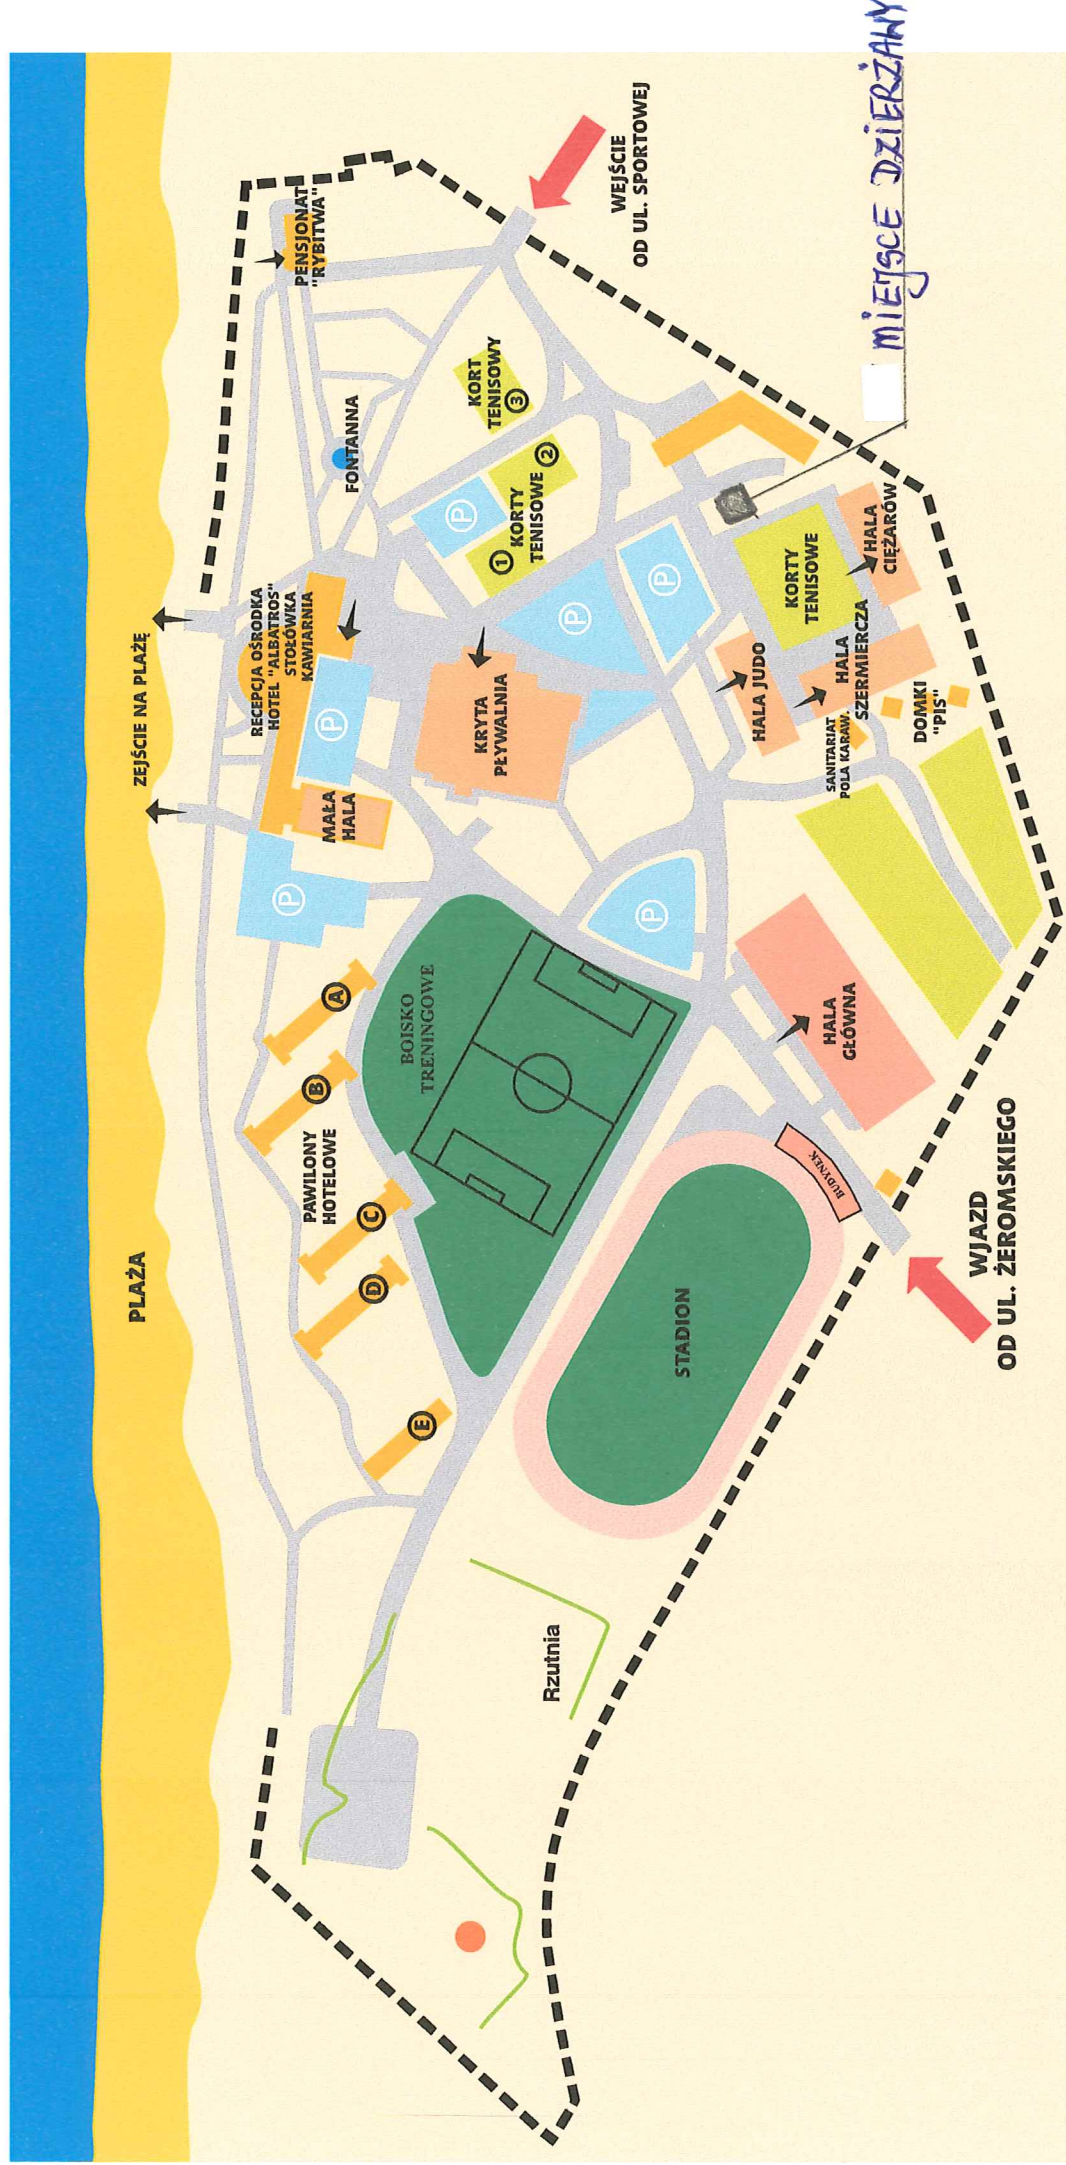 PLAŻA
ZEJŚCIE NA PLAŻĘ
PENSJONAT
"RYBITWA"
FONTANNA
RECEPCJA OŚRODKA
HOTEL "ALBATROS"
STOŁÓWKA
KAWIARNIA
P
MAŁA
HALA
P
A
B
PAWILONY
HOTELOWE
C
D
E
BOISKO
TRENINGOWE
KRYTA
PŁYWALNIA
P
1
KORTY
TENISOWE
2
KORT
TENISOWY
3
WEJŚCIE
OD UL. SPORTOWEJ
P
P
P
HALA JUDO
KORTY
TENISOWE
HALA
CIĘŻARÓW
HALA
SZERMIERCZA
SANITARIAT
POLA KARAW.
DOMKI
"PIS"
HALA
GŁÓWNA
BUDYNEK
STADION
Rzutnia
WJAZD
OD UL. ŻEROMSKIEGO
MIEJSCE DZIERŻAWY